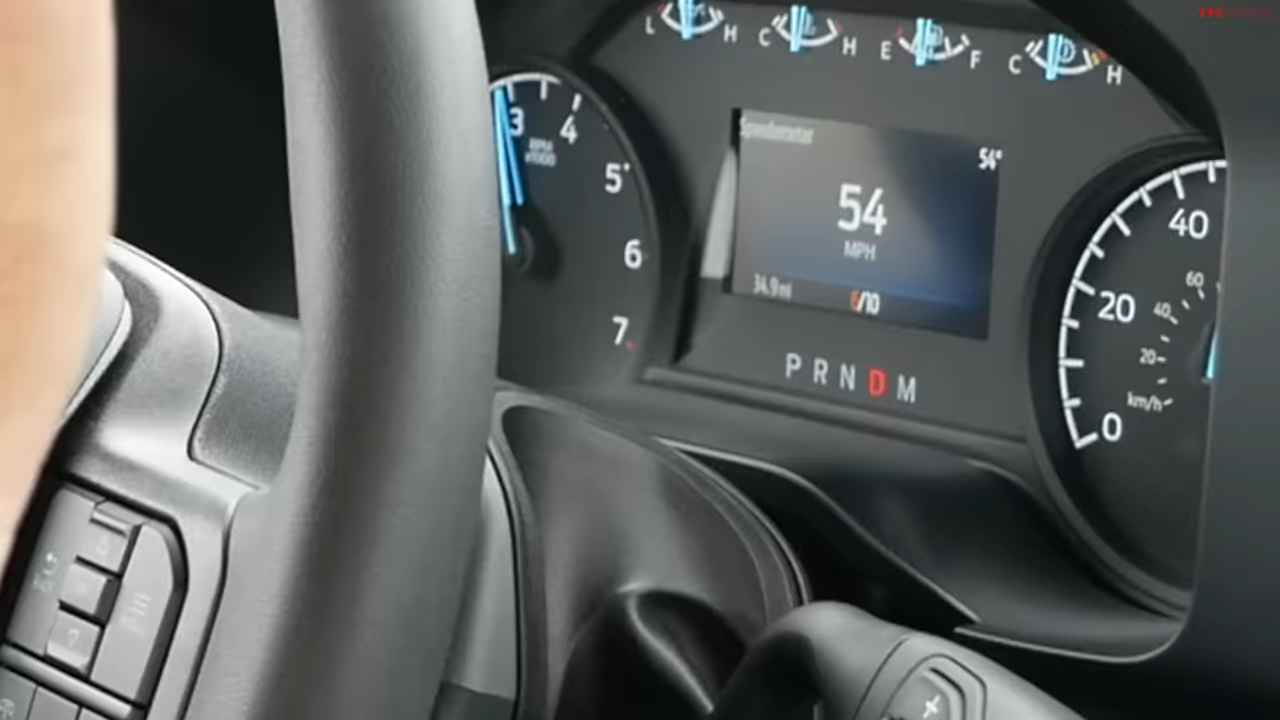 L H C H E F C H
3 4 5 6 7
RPM
x1000
Speedometer
54°
54
MPH
34.9 mi
6/10
P R N D M
40
20
0
60
40
20
km/h